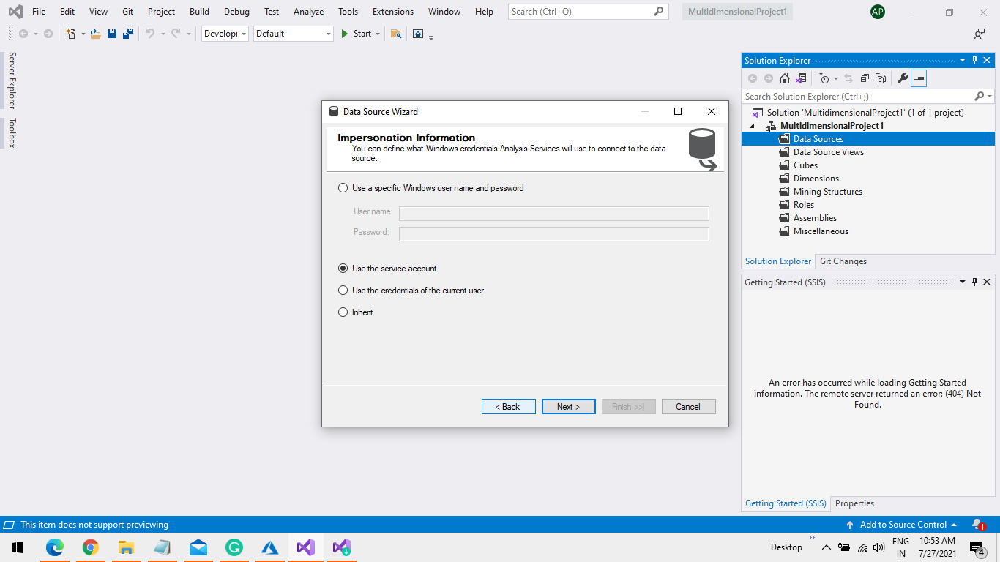 File Edit View Git Project Build Debug Test Analyze Tools Extensions Window Help Search (Ctrl+Q) MultidimensionalProject1 AP
Default Start
Server Explorer
Toolbox
Solution Explorer
Search Solution Explorer (Ctrl+;)
Solution 'MultidimensionalProject1' (1 of 1 project)
MultidimensionalProject1
Data Sources
Data Source Views
Cubes
Dimensions
Mining Structures
Roles
Assemblies
Miscellaneous
Solution Explorer Git Changes
Getting Started (SSIS)
An error has occurred while loading Getting Started
information. The remote server returned an error: (404) Not
Found.
Getting Started (SSIS) Properties
Data Source Wizard
Impersonation Information
You can define what Windows credentials Analysis Services will use to connect to the data
source.
Use a specific Windows user name and password
User name:
Password:
Use the service account
Use the credentials of the current user
Inherit
< Back Next > Finish >>| Cancel
This item does not support previewing Add to Source Control 1
Desktop ENG 10:53 AM
IN 7/27/2021 4